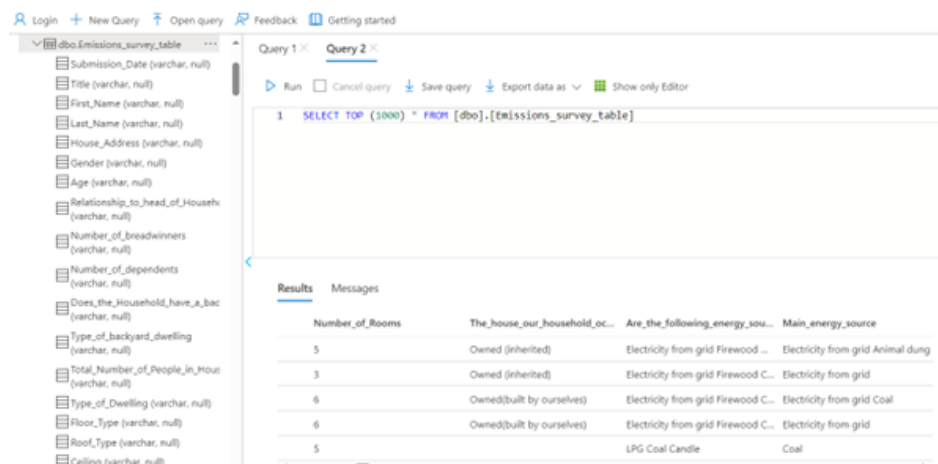 Login New Query Open query Feedback Getting started
dbo.Emissions_survey_table ...
Submission_Date (varchar, null)
Title (varchar, null)
First_Name (varchar, null)
Last_Name (varchar, null)
House_Address (varchar, null)
Gender (varchar, null)
Age (varchar, null)
Relationship_to_head_of_Househ
(varchar, null)
Number_of_breadwinners
(varchar, null)
Number_of_dependents
(varchar, null)
Does_the_Household_have_a_bac
(varchar, null)
Type_of_backyard_dwelling
(varchar, null)
Total_Number_of_People_in_Hous
(varchar, null)
Type_of_Dwelling (varchar, null)
Floor_Type (varchar, null)
Roof_Type (varchar, null)
Ceiling (varchar, null)
Query 1 Query 2
Run Cancel query Save query Export data as Show only Editor
1 SELECT TOP (1000) * FROM [dbo].[Emissions_survey_table]
Results Messages
Number_of_Rooms The_house_our_household_oc... Are_the_following_energy_sou... Main_energy_source
5 Owned (inherited) Electricity from grid Firewood ... Electricity from grid Animal dung
3 Owned (inherited) Electricity from grid Firewood C... Electricity from grid
6 Owned(built by ourselves) Electricity from grid Firewood C... Electricity from grid Coal
6 Owned(built by ourselves) Electricity from grid Firewood C... Electricity from grid
5 LPG Coal Candle Coal